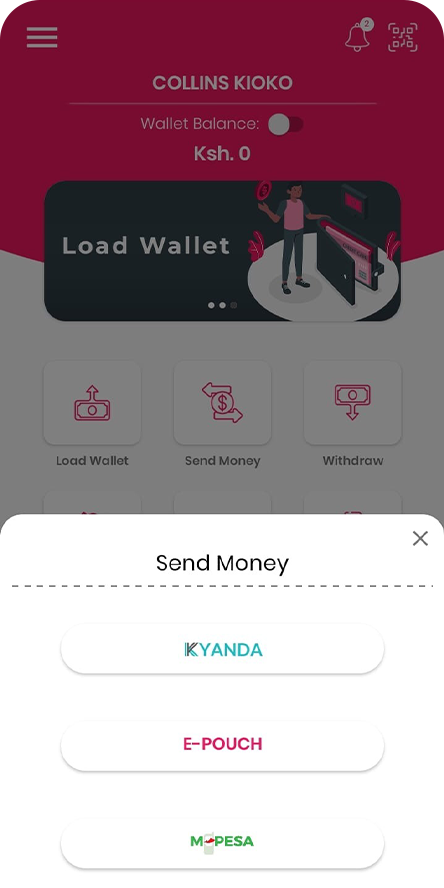 2
COLLINS KIOKO
Wallet Balance:
Ksh. 0
Load Wallet
Load Wallet Send Money Withdraw
Send Money
KYANDA
E-POUCH
M-PESA